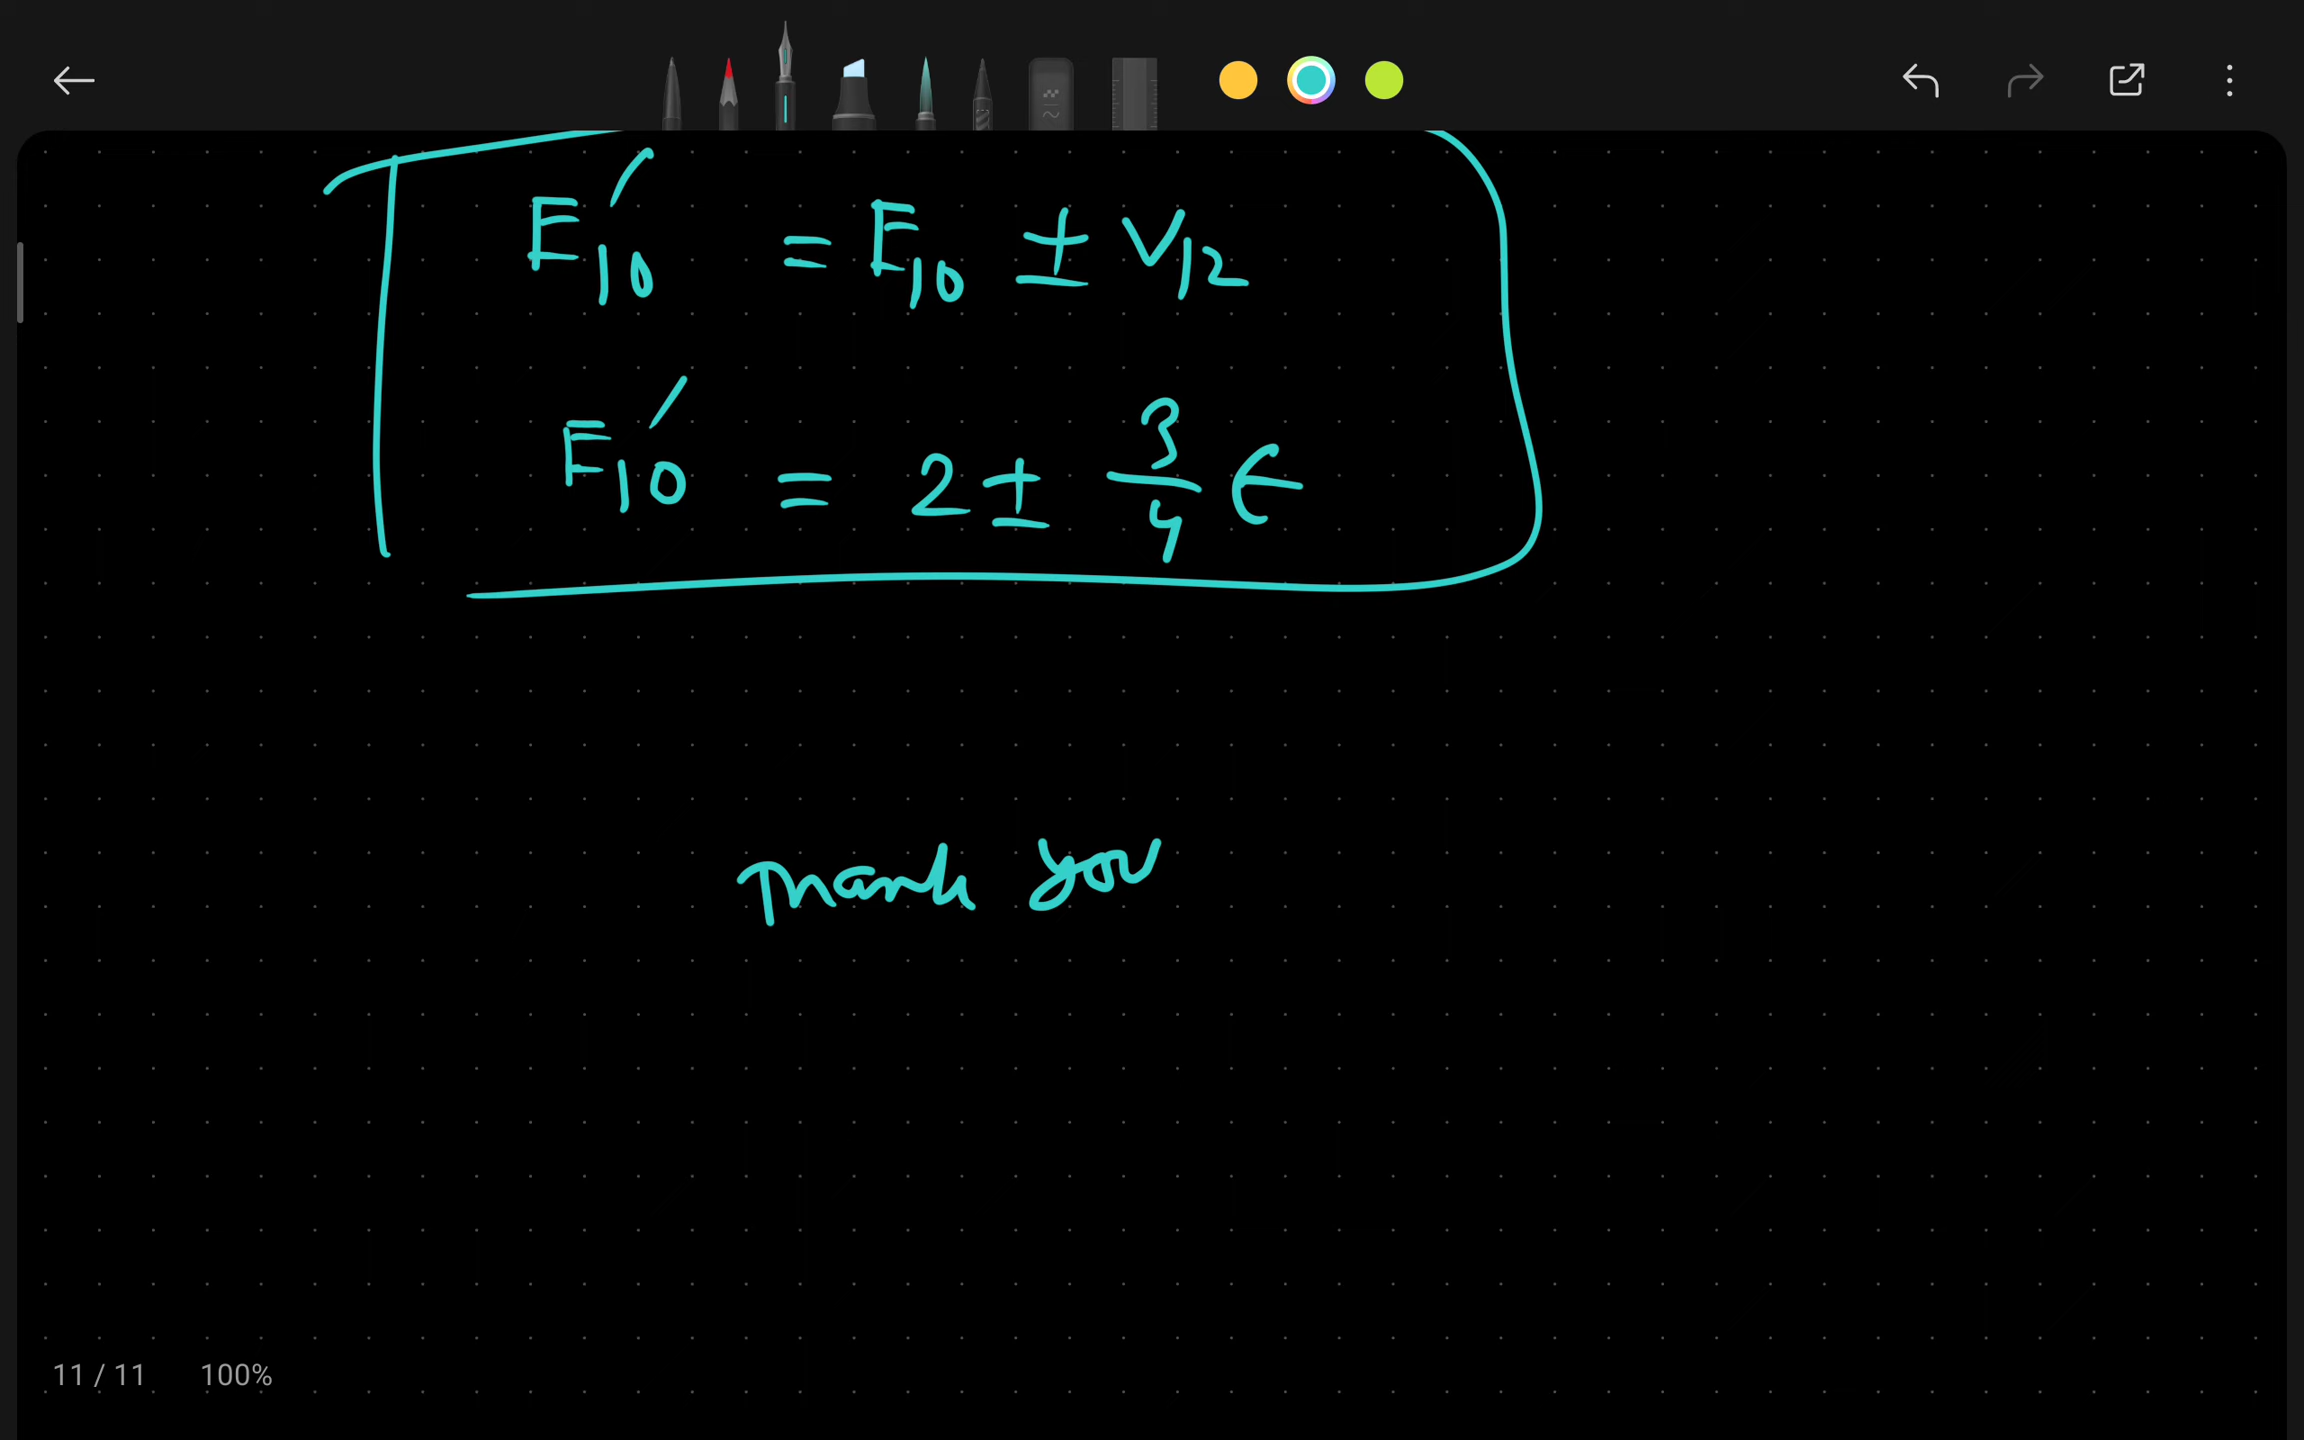 E′₁₀ = E₁₀ ± V₁₂
E′₁₀ = 2 ± 3/4 ϵ
Thank you
11 / 11 100%